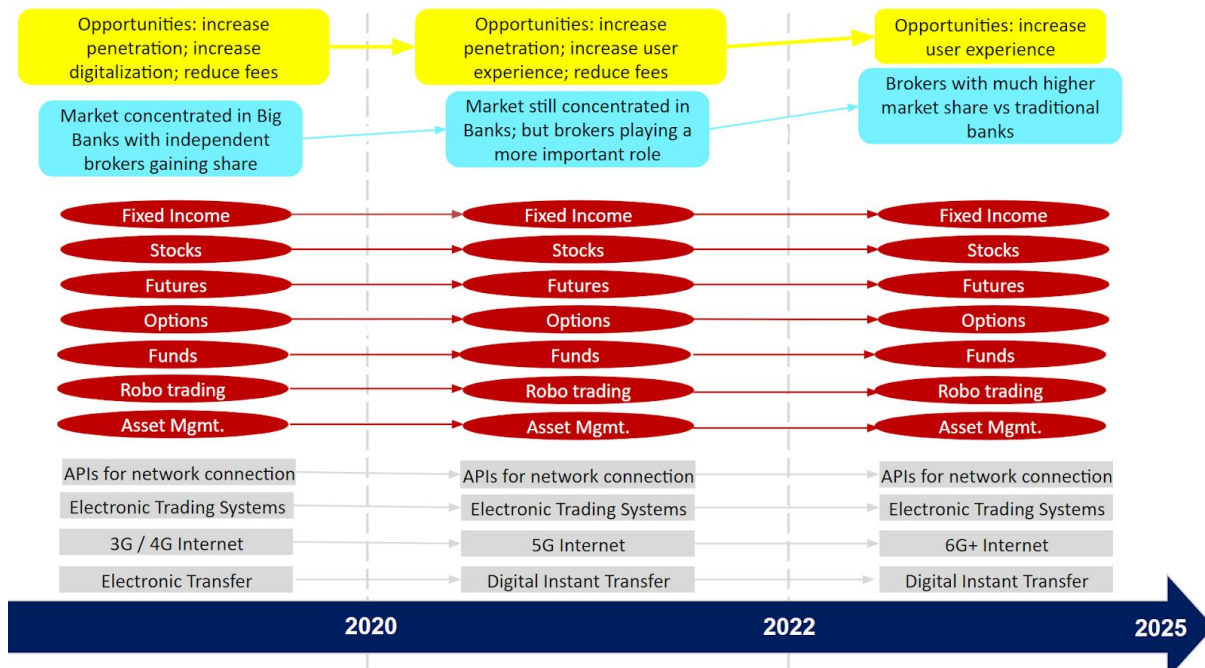 Opportunities: increase
penetration; increase
digitalization; reduce fees
Opportunities: increase
penetration; increase user
experience; reduce fees
Opportunities: increase
user experience
Market concentrated in Big
Banks with independent
brokers gaining share
Market still concentrated in
Banks; but brokers playing a
more important role
Brokers with much higher
market share vs traditional
banks
Fixed Income
Fixed Income
Fixed Income
Stocks
Stocks
Stocks
Futures
Futures
Futures
Options
Options
Options
Funds
Funds
Funds
Robo trading
Robo trading
Robo trading
Asset Mgmt.
Asset Mgmt.
Asset Mgmt.
APIs for network connection
APIs for network connection
APIs for network connection
Electronic Trading Systems
Electronic Trading Systems
Electronic Trading Systems
3G / 4G Internet
5G Internet
6G+ Internet
Electronic Transfer
Digital Instant Transfer
Digital Instant Transfer
2020
2022
2025